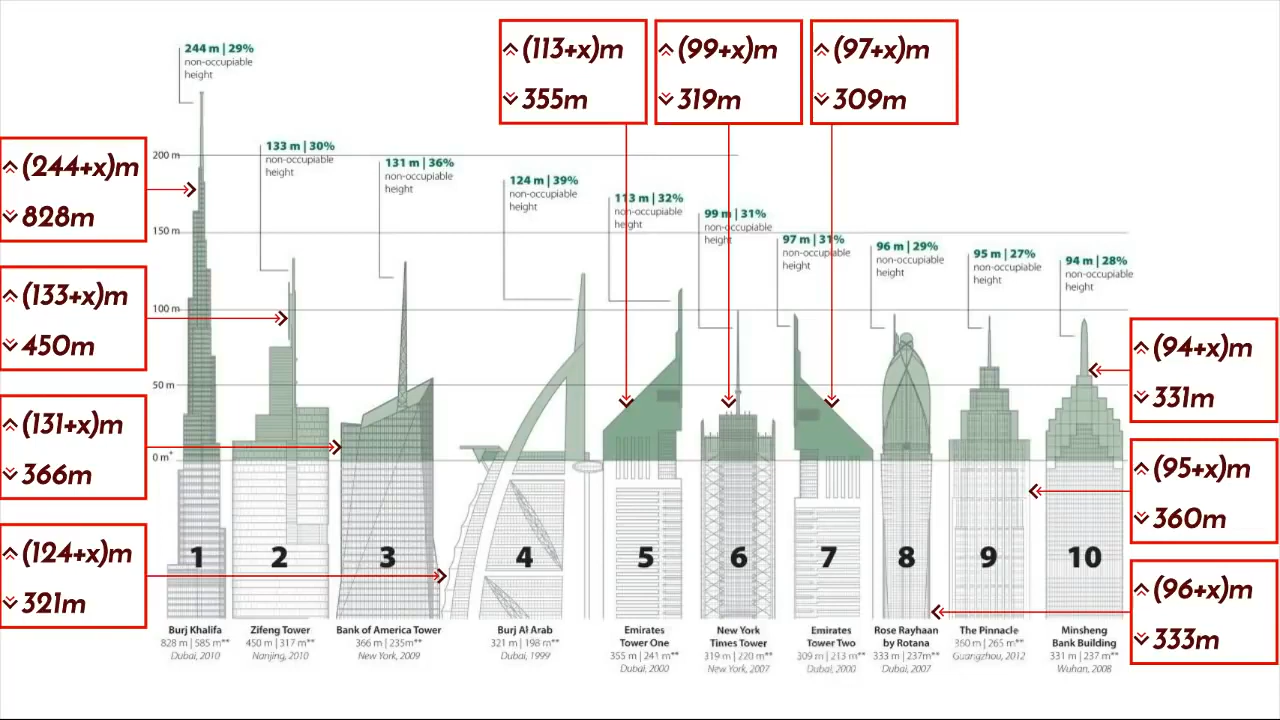 (113+x)m
355m
(99+x)m
319m
(97+x)m
309m
244 m | 29%
non-occupiable
height
(244+x)m
828m
200 m
133 m | 30%
non-occupiable
height
131 m | 36%
non-occupiable
height
124 m | 39%
non-occupiable
height
113 m | 32%
non-occupiable
height
99 m | 31%
non-occupiable
height
97 m | 31%
non-occupiable
height
96 m | 29%
non-occupiable
height
95 m | 27%
non-occupiable
height
94 m | 28%
non-occupiable
height
150 m
(133+x)m
450m
100 m
50 m
(131+x)m
366m
0 m*
(124+x)m
321m
(94+x)m
331m
(95+x)m
360m
(96+x)m
333m
1
2
3
4
5
6
7
8
9
10
Burj Khalifa
828 m | 585 m**
Dubai, 2010
Zifeng Tower
450 m | 317 m**
Nanjing, 2010
Bank of America Tower
366 m | 235m**
New York, 2009
Burj Al Arab
321 m | 198 m**
Dubai, 1999
Emirates
Tower One
355 m | 241 m**
Dubai, 2000
New York
Times Tower
319 m | 220 m**
New York, 2007
Emirates
Tower Two
309 m | 213 m**
Dubai, 2000
Rose Rayhaan
by Rotana
333 m | 237m**
Dubai, 2007
The Pinnacle
360 m | 265 m**
Guangzhou, 2012
Minsheng
Bank Building
331 m | 237 m**
Wuhan, 2008